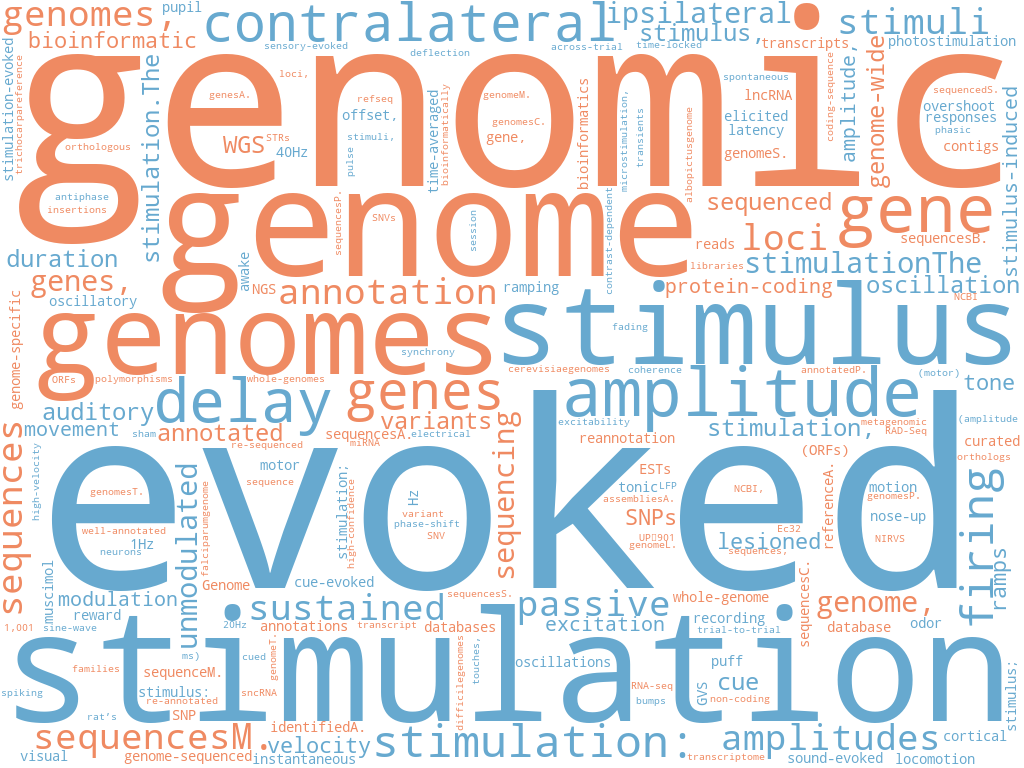 genomes,
pupil
contralateral
ipsilateral
stimuli
bioinformatic
sensory-evoked
deflection
across-trial
time-locked
stimulus,
transcripts
photostimulation
stimulation-evoked
trichocarpareference
genomic
loci,
spontaneous
genesA.
refseq
genomeM.
lncRNA
sequencedS.
offset,
genomesC.
elicited
overshoot
responses
WGS
STRs
40Hz
stimuli,
pulse
gene,
latency
phasic
contigs
genomeS.
orthologous
stimulation.The
time-averaged
bioinformatically
bioinformatics
microstimulation,
transients
albopictusgenome
coding-sequence
amplitude,
genome-wide
stimulus-induced
antiphase
insertions
genome
sequencesP.
SNVs
session
contrast-dependent
sequenced
gene
reads
loci
sequencesB.
duration
genes,
oscillatory
awake
NGS
annotation
ramping
libraries
stimulationThe
protein-coding
oscillation
NCBI
genome-specific
genomes
stimulus
fading
synchrony
ORFs
polymorphisms
whole-genomes
cerevisiaegenomes
coherence
annotatedP.
(motor)
tone
auditory
delay
genes
amplitude
movement
sham
annotated
variants
excitability
stimulation,
metagenomic
RAD-Seq
(amplitude
sequencesA.
electrical
re-sequenced
miRNA
reannotation
(ORFs)
curated
orthologs
sequences
high-velocity
evoked
motor
sequence
ESTs
tonic
LFP
motion
genomesT.
Hz
assembliesA.
NCBI,
genomesP.
variant
phase-shift
SNV
SNPs
nose-up
well-annotated
1Hz
neurons
Ec32
NIRVS
lesioned
genomeL.
sequences,
unmodulated
falciparumgenome
stimulation;
high-confidence
sequencing
referenceA.
firing
ramps
muscimol
Genome
cue-evoked
sequencesS.
sequencesC.
modulation
reward
sustained
passive
whole-genome
genome,
1,001
sine-wave
20Hz
annotations
transcript
databases
excitation
recording
trial-to-trial
database
odor
stimulation
ms)
cued
genomeT.
families
sequenceM.
difficilegenomes
touches,
oscillations
puff
spiking
re-annotated
stimulus:
sncRNA
RNA-seq
bumps
GVS
cue
non-coding
stimulus;
rat's
SNP
identifiedA.
sequencesM.
velocity
stimulation:
amplitudes
cortical
visual
genome-sequenced
instantaneous
transcriptome
sound-evoked
locomotion